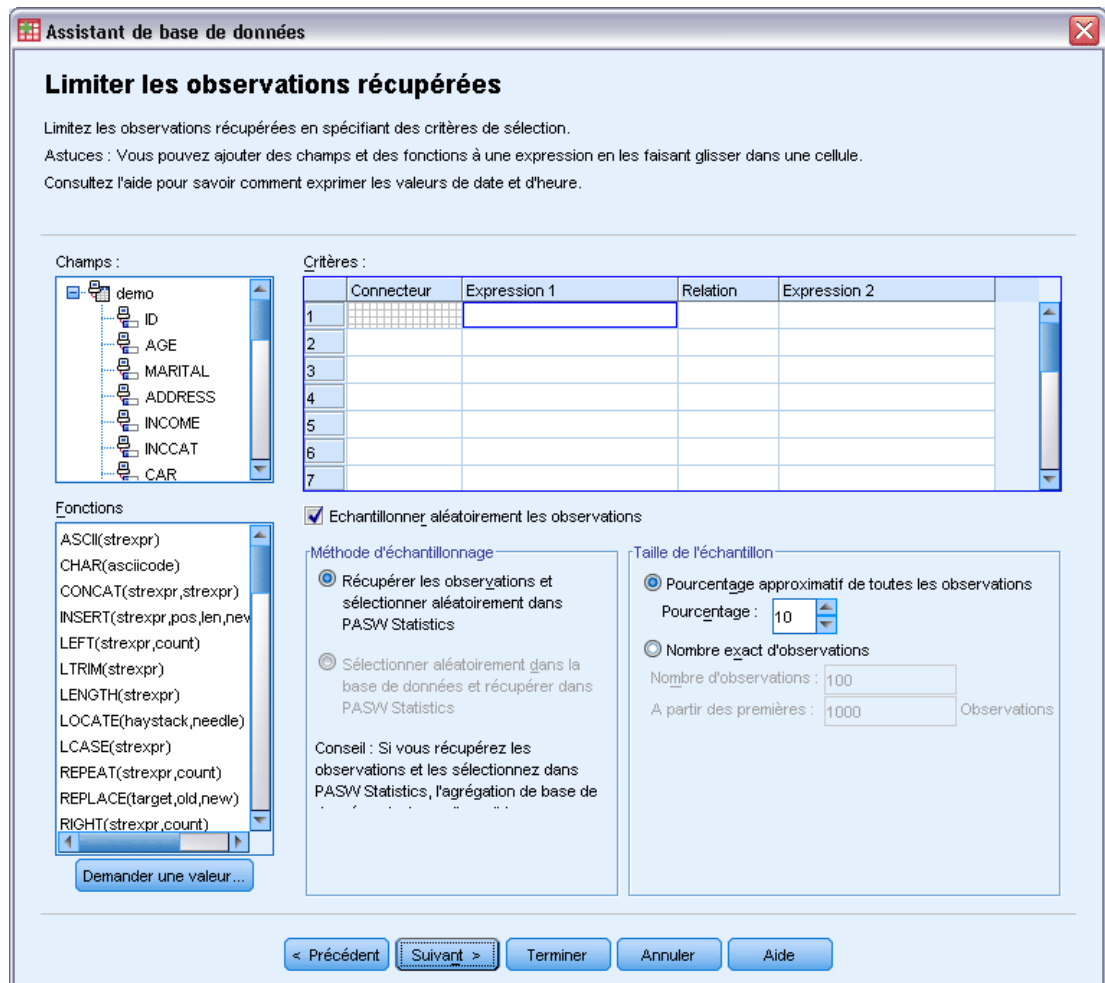 Assistant de base de données
Limiter les observations récupérées
Limitez les observations récupérées en spécifiant des critères de sélection.
Astuces : Vous pouvez ajouter des champs et des fonctions à une expression en les faisant glisser dans une cellule.
Consultez l'aide pour savoir comment exprimer les valeurs de date et d'heure.
Champs :
demo
ID
AGE
MARITAL
ADDRESS
INCOME
INCCAT
CAR
Critères :
Connecteur Expression 1 Relation Expression 2
1
2
3
4
5
6
7
Fonctions
ASCII(strexpr)
CHAR(asciicode)
CONCAT(strexpr,strexpr)
INSERT(strexpr,pos,len,nev
LEFT(strexpr,count)
LTRIM(strexpr)
LENGTH(strexpr)
LOCATE(haystack,needle)
LCASE(strexpr)
REPEAT(strexpr,count)
REPLACE(target,old,new)
RIGHT(strexpr,count)
Demander une valeur...
Echantillonner aléatoirement les observations
Méthode d'échantillonnage
Récupérer les observations et
sélectionner aléatoirement dans
PASW Statistics
Sélectionner aléatoirement dans la
base de données et récupérer dans
PASW Statistics
Conseil : Si vous récupérez les
observations et les sélectionnez dans
PASW Statistics, l'agrégation de base de
Taille de l'échantillon
Pourcentage approximatif de toutes les observations
Pourcentage : 10
Nombre exact d'observations
Nombre d'observations : 100
A partir des premières : 1000 Observations
< Précédent Suivant > Terminer Annuler Aide